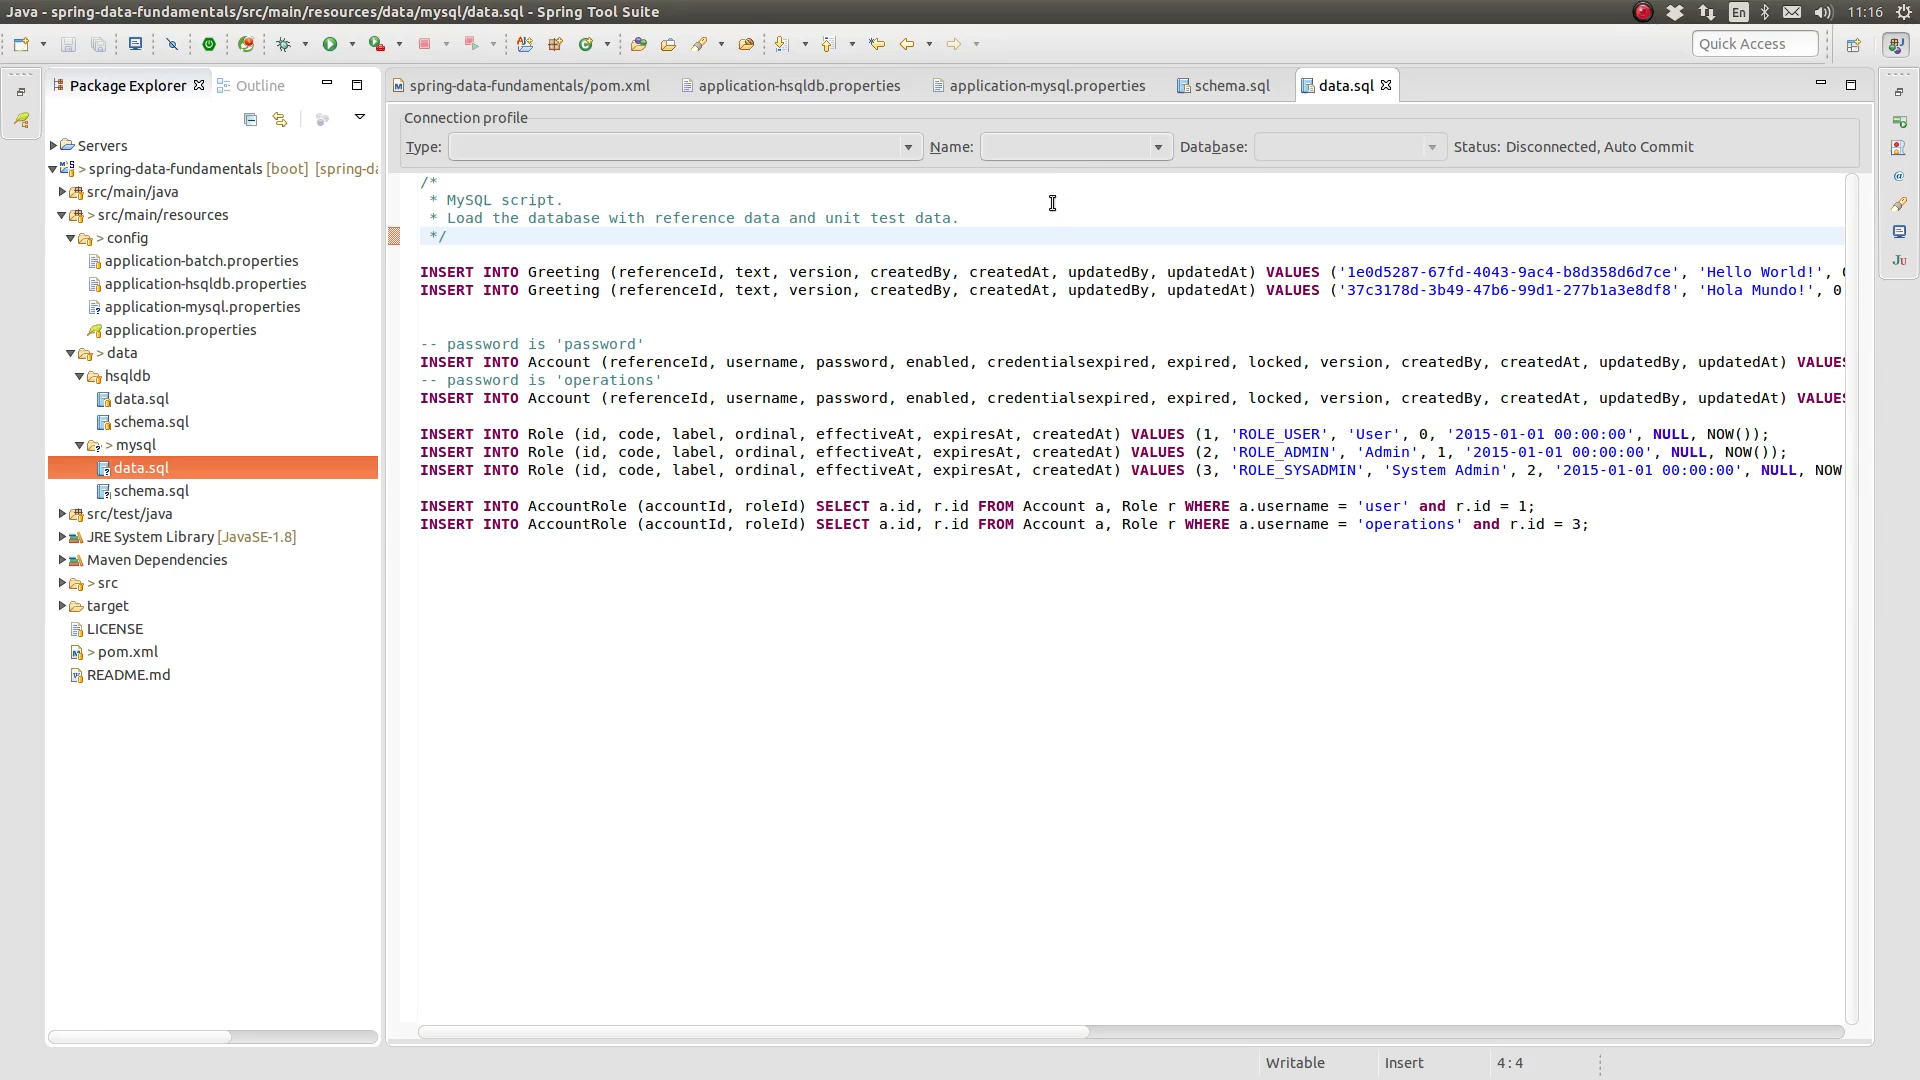 Java - spring-data-fundamentals/src/main/resources/data/mysql/data.sql - Spring Tool Suite
En
11:16
Quick Access
Package Explorer
Outline
spring-data-fundamentals/pom.xml
application-hsqldb.properties
application-mysql.properties
schema.sql
data.sql
Connection profile
Type:
Name:
Database:
Status: Disconnected, Auto Commit
Servers
> spring-data-fundamentals [boot] [spring-da
src/main/java
> src/main/resources
> config
application-batch.properties
application-hsqldb.properties
application-mysql.properties
application.properties
> data
hsqldb
data.sql
schema.sql
> mysql
data.sql
schema.sql
src/test/java
JRE System Library [JavaSE-1.8]
Maven Dependencies
> src
target
LICENSE
> pom.xml
README.md
/*
* MySQL script.
* Load the database with reference data and unit test data.
*/
INSERT INTO Greeting (referenceId, text, version, createdBy, createdAt, updatedBy, updatedAt) VALUES ('1e0d5287-67fd-4043-9ac4-b8d358d6d7ce', 'Hello World!', 0
INSERT INTO Greeting (referenceId, text, version, createdBy, createdAt, updatedBy, updatedAt) VALUES ('37c3178d-3b49-47b6-99d1-277b1a3e8df8', 'Hola Mundo!', 0
-- password is 'password'
INSERT INTO Account (referenceId, username, password, enabled, credentialsexpired, expired, locked, version, createdBy, createdAt, updatedBy, updatedAt) VALUES
-- password is 'operations'
INSERT INTO Account (referenceId, username, password, enabled, credentialsexpired, expired, locked, version, createdBy, createdAt, updatedBy, updatedAt) VALUES
INSERT INTO Role (id, code, label, ordinal, effectiveAt, expiresAt, createdAt) VALUES (1, 'ROLE_USER', 'User', 0, '2015-01-01 00:00:00', NULL, NOW());
INSERT INTO Role (id, code, label, ordinal, effectiveAt, expiresAt, createdAt) VALUES (2, 'ROLE_ADMIN', 'Admin', 1, '2015-01-01 00:00:00', NULL, NOW());
INSERT INTO Role (id, code, label, ordinal, effectiveAt, expiresAt, createdAt) VALUES (3, 'ROLE_SYSADMIN', 'System Admin', 2, '2015-01-01 00:00:00', NULL, NOW
INSERT INTO AccountRole (accountId, roleId) SELECT a.id, r.id FROM Account a, Role r WHERE a.username = 'user' and r.id = 1;
INSERT INTO AccountRole (accountId, roleId) SELECT a.id, r.id FROM Account a, Role r WHERE a.username = 'operations' and r.id = 3;
Writable
Insert
4:4